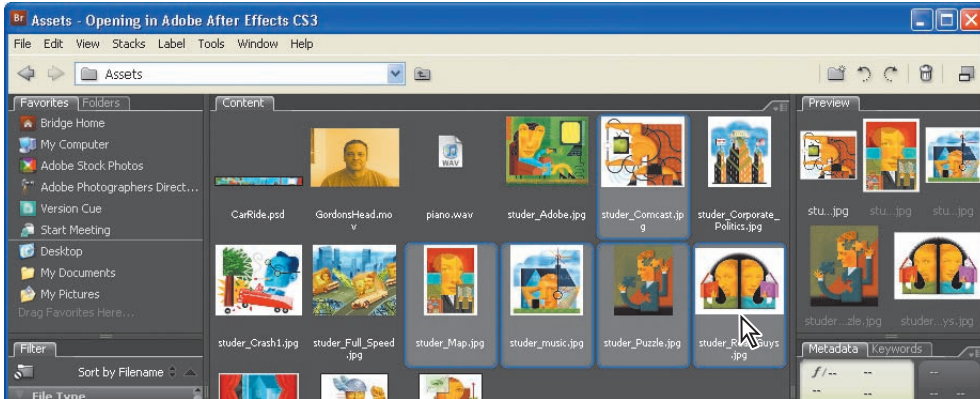 Br Assets - Opening in Adobe After Effects CS3
File Edit View Stacks Label Tools Window Help
Assets
Favorites Folders
Bridge Home
My Computer
Adobe Stock Photos
Adobe Photographers Direct...
Version Cue
Start Meeting
Desktop
My Documents
My Pictures
Drag Favorites Here...
Filter
Sort by Filename
File Type
Content
CarRide.psd
GordonsHead.mo
v
WAV
piano.wav
studer_Adobe.jpg
studer_Comcast.jp
g
studer_Corporate_
Politics.jpg
studer_Crash1.jpg
studer_Full_Speed
.jpg
studer_Map.jpg
studer_music.jpg
studer_Puzzle.jpg
.jpg
Preview
stu...jpg stu...jpg stu...jpg
studer...zle.jpg studer...ys.jpg
Metadata Keywords
f/-- --
-- --
--
-- --